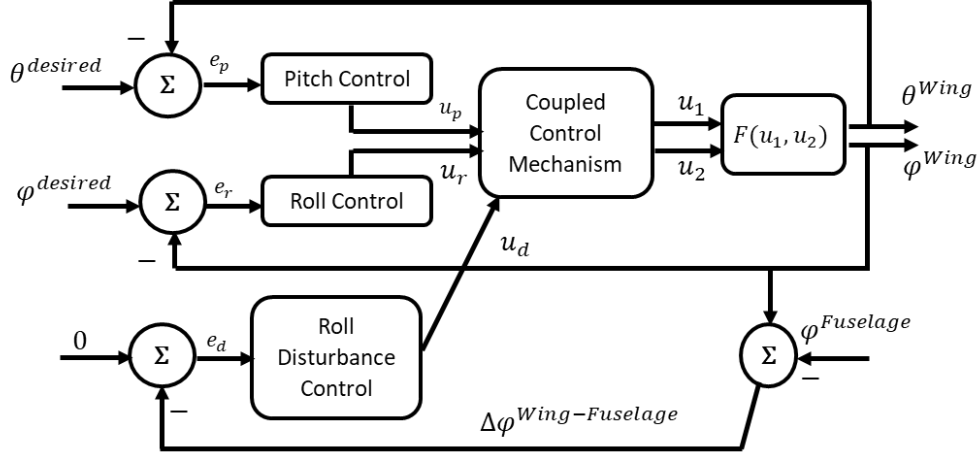 −
θ^desired
Σ
e_p
Pitch Control
u_p
Coupled
Control
Mechanism
u_1
F(u_1, u_2)
θ^Wing
u_r
u_2
φ^Wing
φ^desired
Σ
e_r
Roll Control
−
u_d
0
Σ
e_d
Roll
Disturbance
Control
Σ
φ^Fuselage
−
−
Δφ^Wing−Fuselage